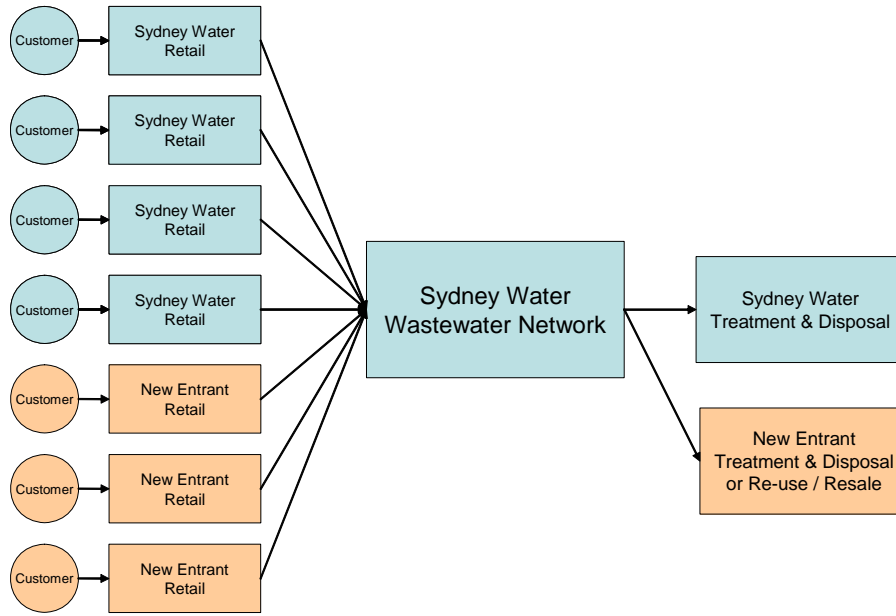 Customer
Sydney Water
Retail
Customer
Sydney Water
Retail
Customer
Sydney Water
Retail
Customer
Sydney Water
Retail
Customer
New Entrant
Retail
Customer
New Entrant
Retail
Customer
New Entrant
Retail
Sydney Water
Wastewater Network
Sydney Water
Treatment & Disposal
New Entrant
Treatment & Disposal
or Re-use / Resale